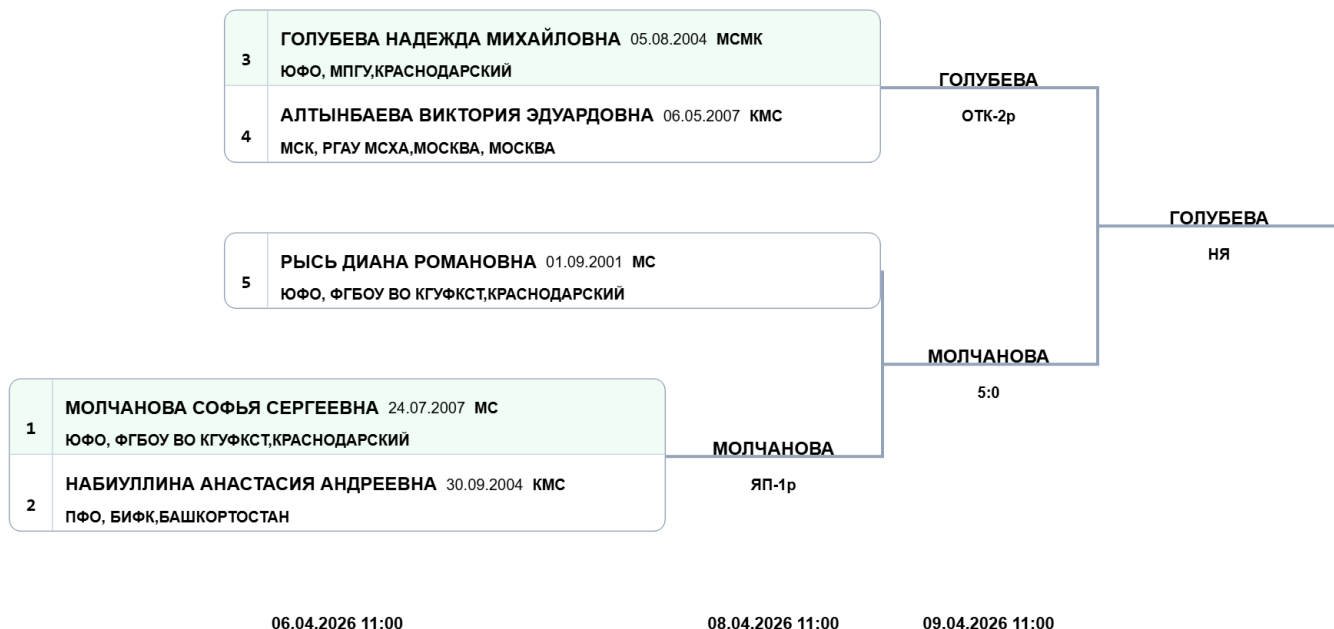 3
ГОЛУБЕВА НАДЕЖДА МИХАЙЛОВНА 05.08.2004 МСМК
ЮФО, МПГУ,КРАСНОДАРСКИЙ
4
АЛТЫНБАЕВА ВИКТОРИЯ ЭДУАРДОВНА 06.05.2007 КМС
МСК, РГАУ МСХА,МОСКВА, МОСКВА
ГОЛУБЕВА
ОТК-2р
ГОЛУБЕВА
НЯ
5
РЫСЬ ДИАНА РОМАНОВНА 01.09.2001 МС
ЮФО, ФГБОУ ВО КГУФКСТ,КРАСНОДАРСКИЙ
МОЛЧАНОВА
5:0
1
МОЛЧАНОВА СОФЬЯ СЕРГЕЕВНА 24.07.2007 МС
ЮФО, ФГБОУ ВО КГУФКСТ,КРАСНОДАРСКИЙ
2
НАБИУЛЛИНА АНАСТАСИЯ АНДРЕЕВНА 30.09.2004 КМС
ПФО, БИФК,БАШКОРТОСТАН
МОЛЧАНОВА
ЯП-1р
06.04.2026 11:00 08.04.2026 11:00 09.04.2026 11:00